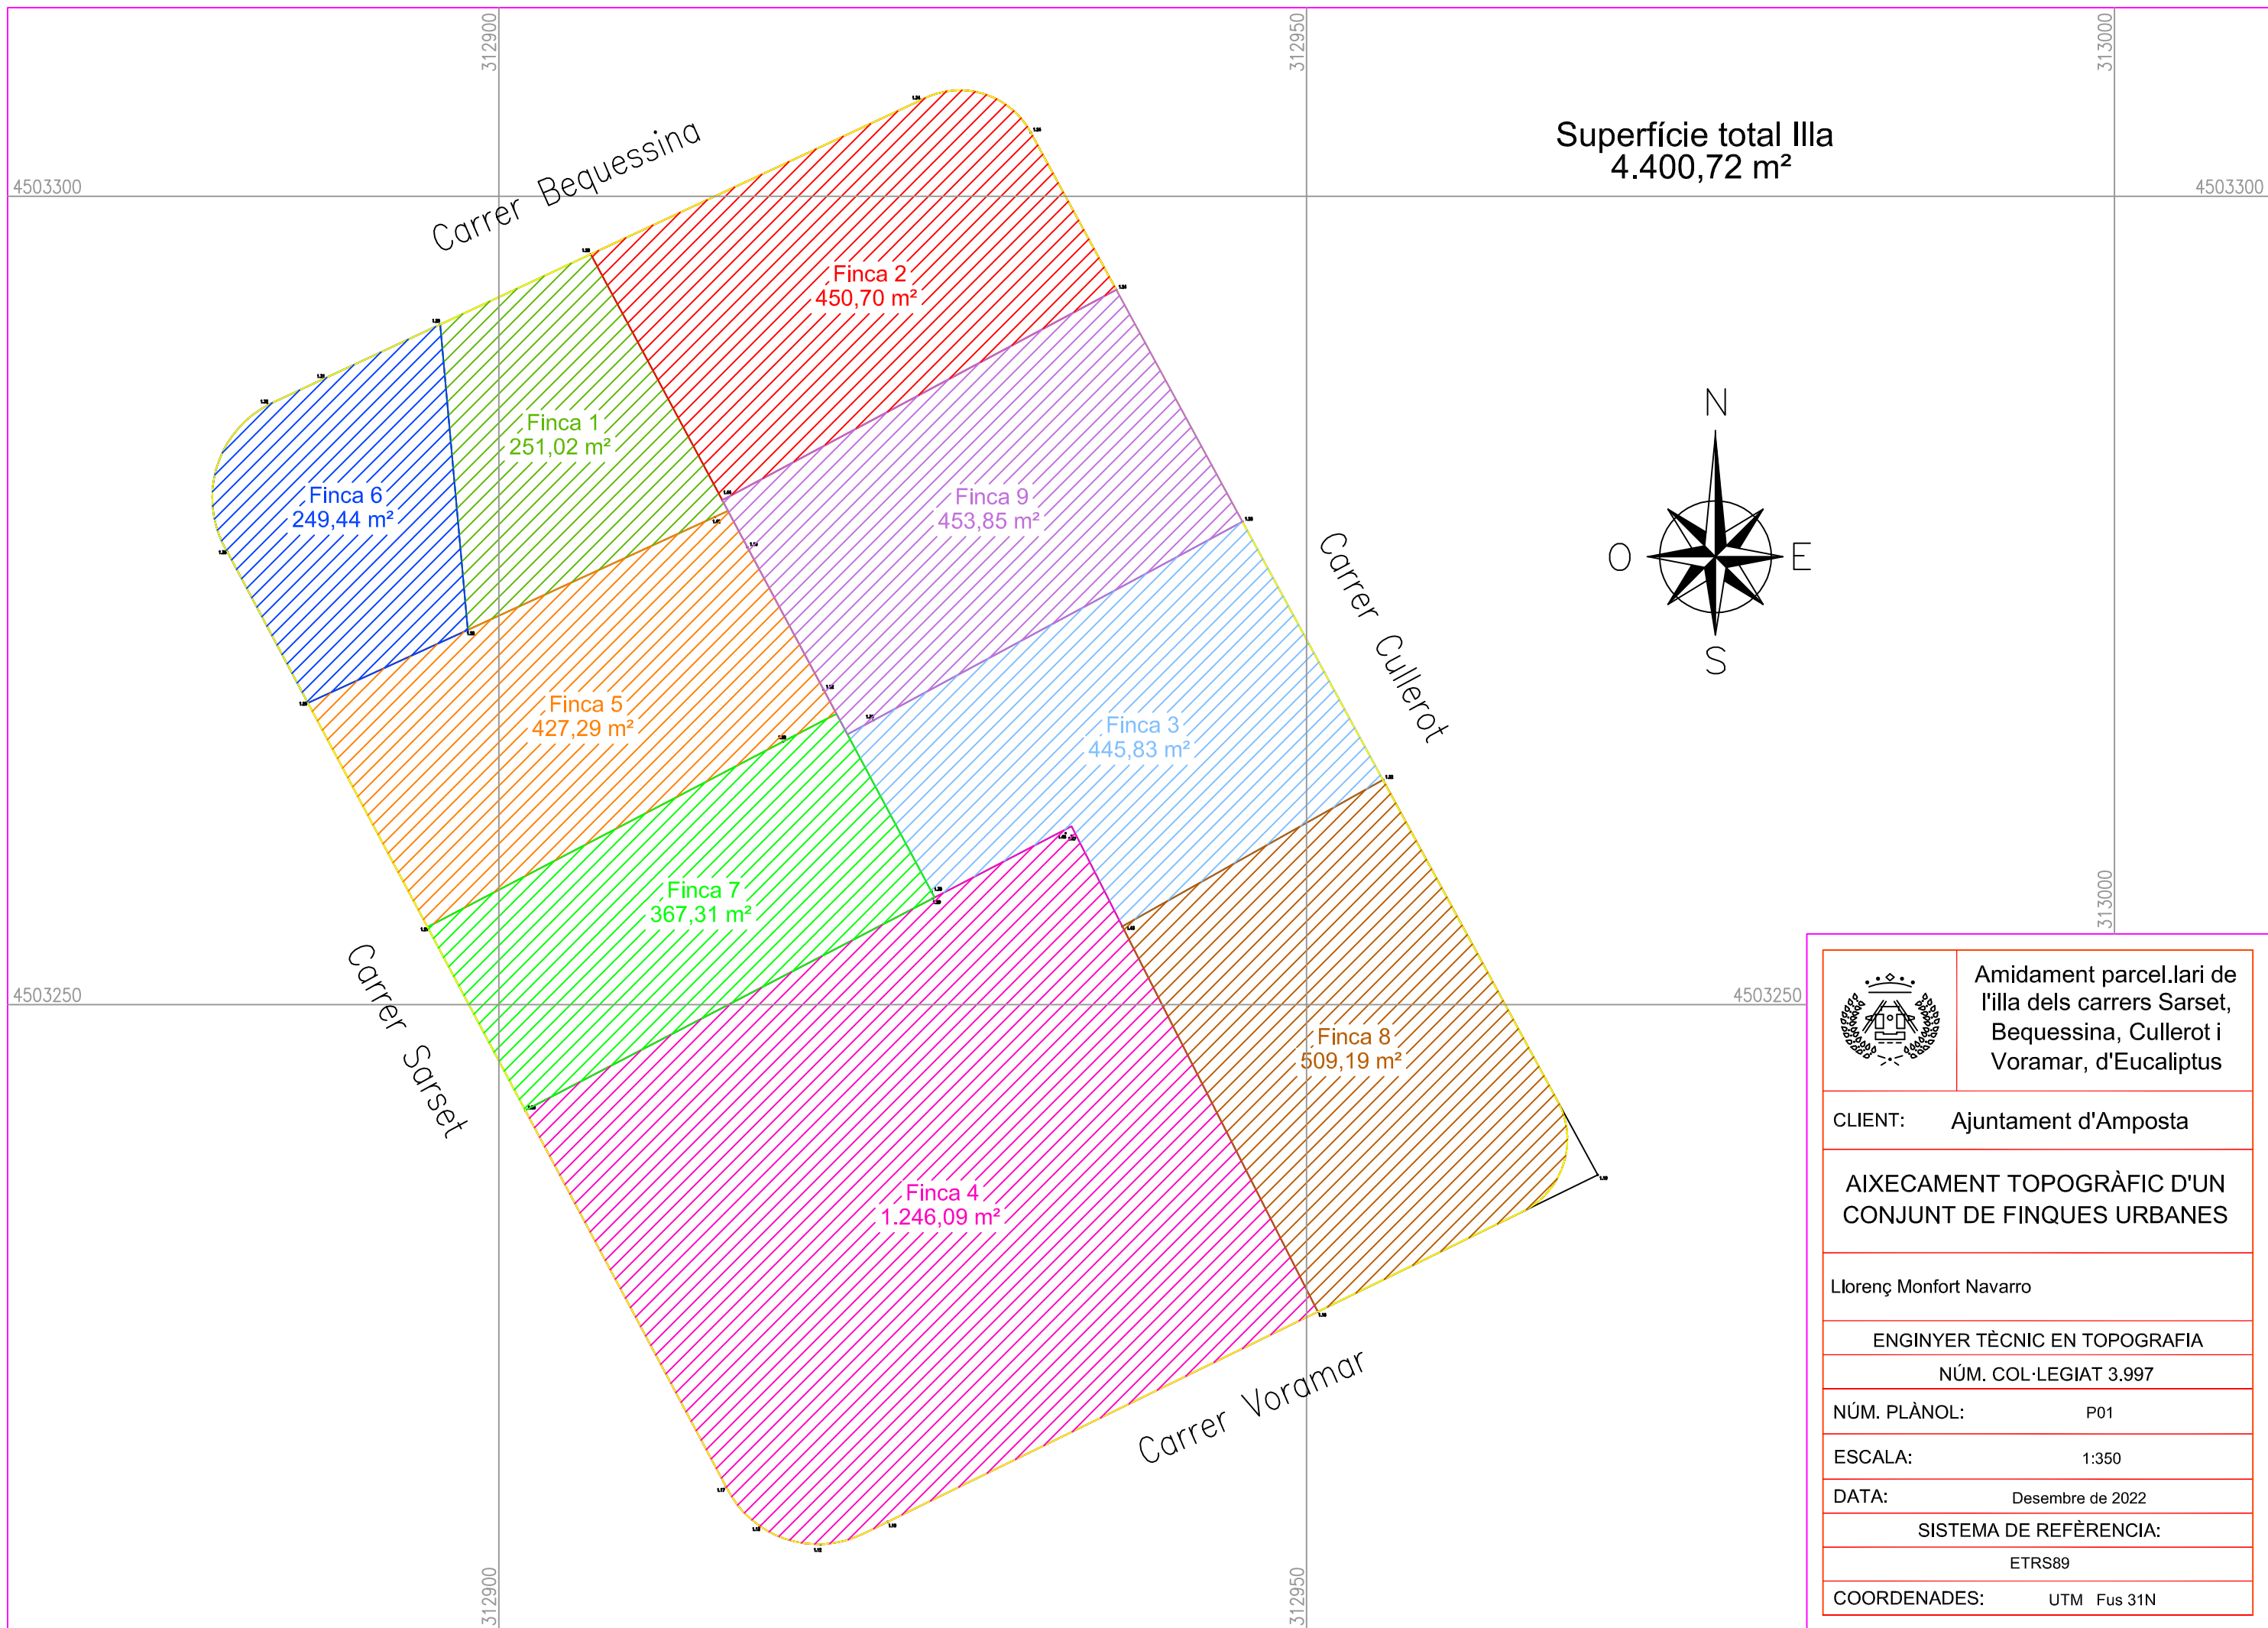 312900
312950
313000
Superfície total Illa
4.400,72 m²
4503300
4503300
Carrer Bequessina
Finca 2
450,70 m²
N
O
E
S
Finca 1
251,02 m²
Finca 6
249,44 m²
Finca 9
453,85 m²
Carrer Cullerot
Finca 5
427,29 m²
Finca 3
445,83 m²
Finca 7
367,31 m²
313000
4503250
4503250
Carrer Sarset
Finca 8
509,19 m²
Finca 4
1.246,09 m²
Carrer Voramar
312900
312950
Amidament parcel.lari de
l'illa dels carrers Sarset,
Bequessina, Cullerot i
Voramar, d'Eucaliptus
CLIENT: Ajuntament d'Amposta
AIXECAMENT TOPOGRÀFIC D'UN
CONJUNT DE FINQUES URBANES
Llorenç Monfort Navarro
ENGINYER TÈCNIC EN TOPOGRAFIA
NÚM. COL·LEGIAT 3.997
NÚM. PLÀNOL: P01
ESCALA: 1:350
DATA: Desembre de 2022
SISTEMA DE REFÈRENCIA:
ETRS89
COORDENADES: UTM Fus 31N